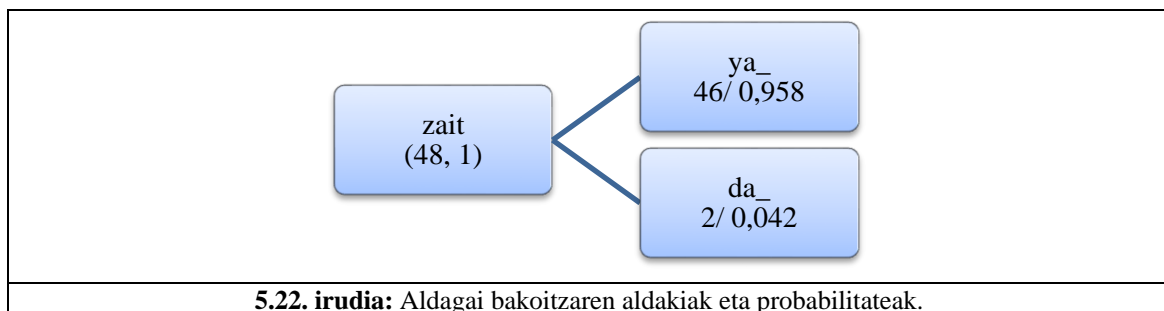 ya_
46/ 0,958
zait
(48, 1)
da_
2/ 0,042
5.22. irudia: Aldagai bakoitzaren aldakiak eta probabilitateak.